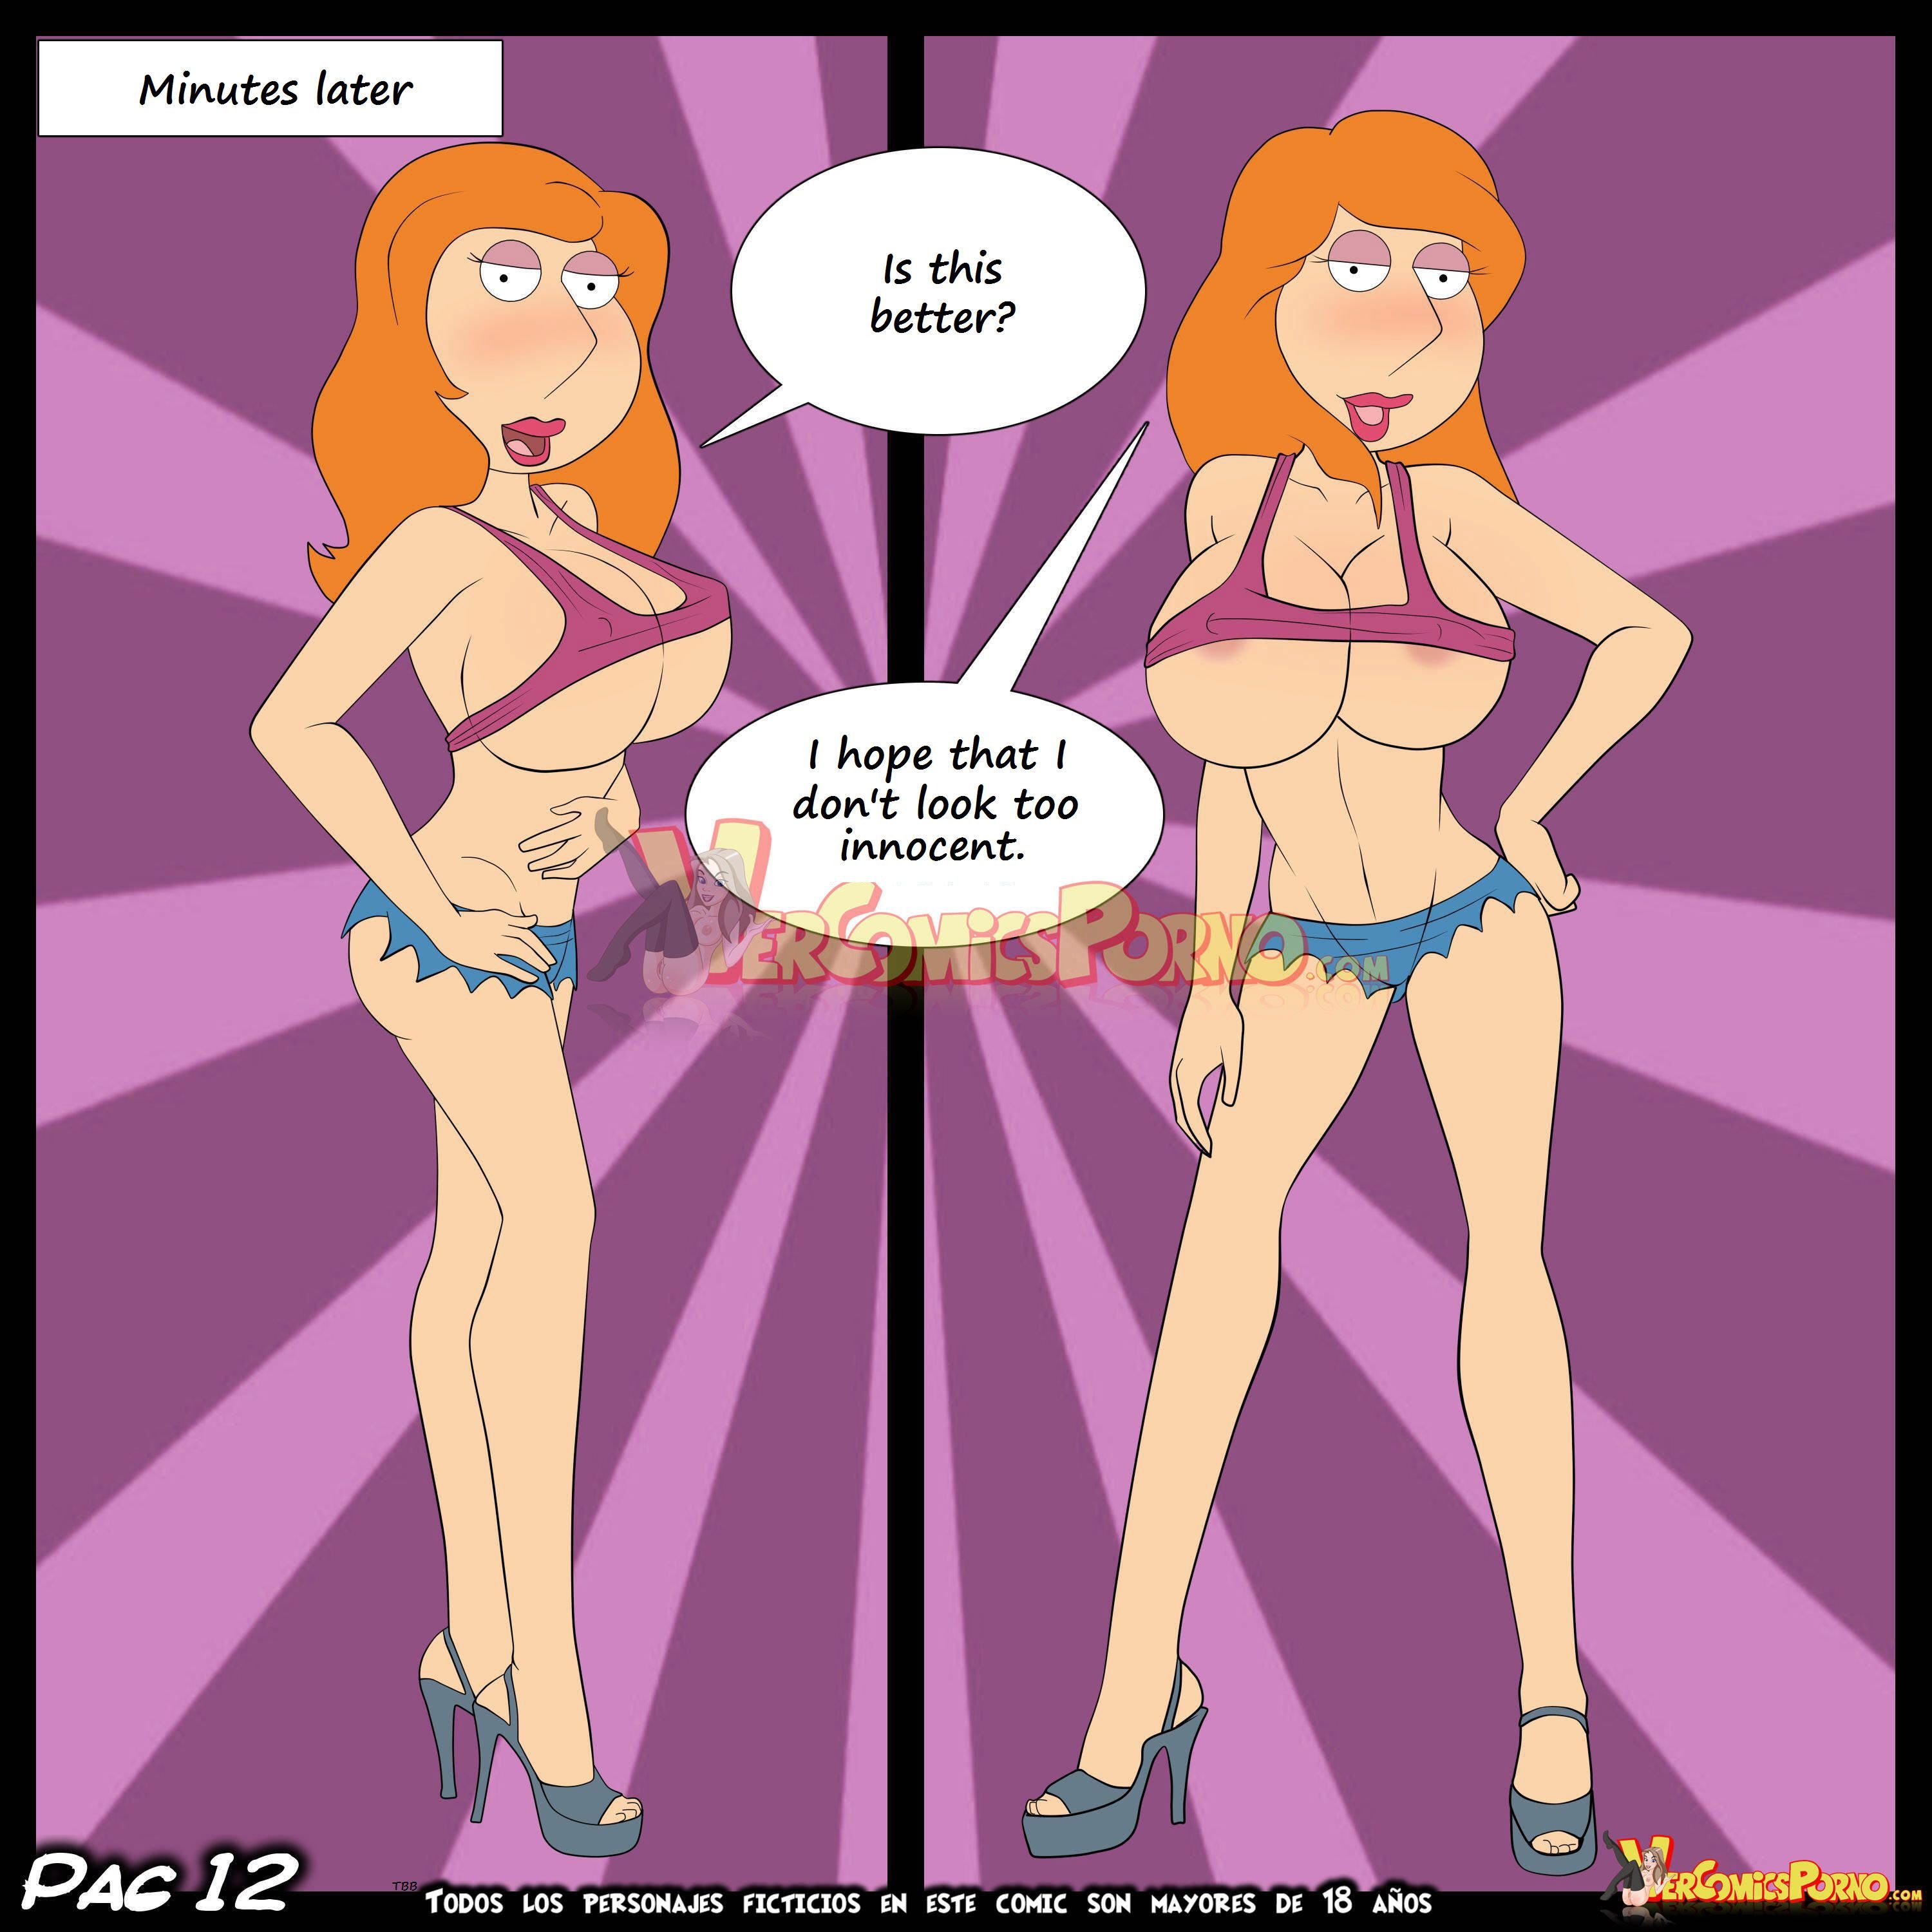 Minutes later
Is this
better?
I hope that I
don't look too
innocent.
VerComicsPorno.com
Pag 12
TBB
Todos los personajes ficticios en este comic son mayores de 18 años
VerComicsPorno.com